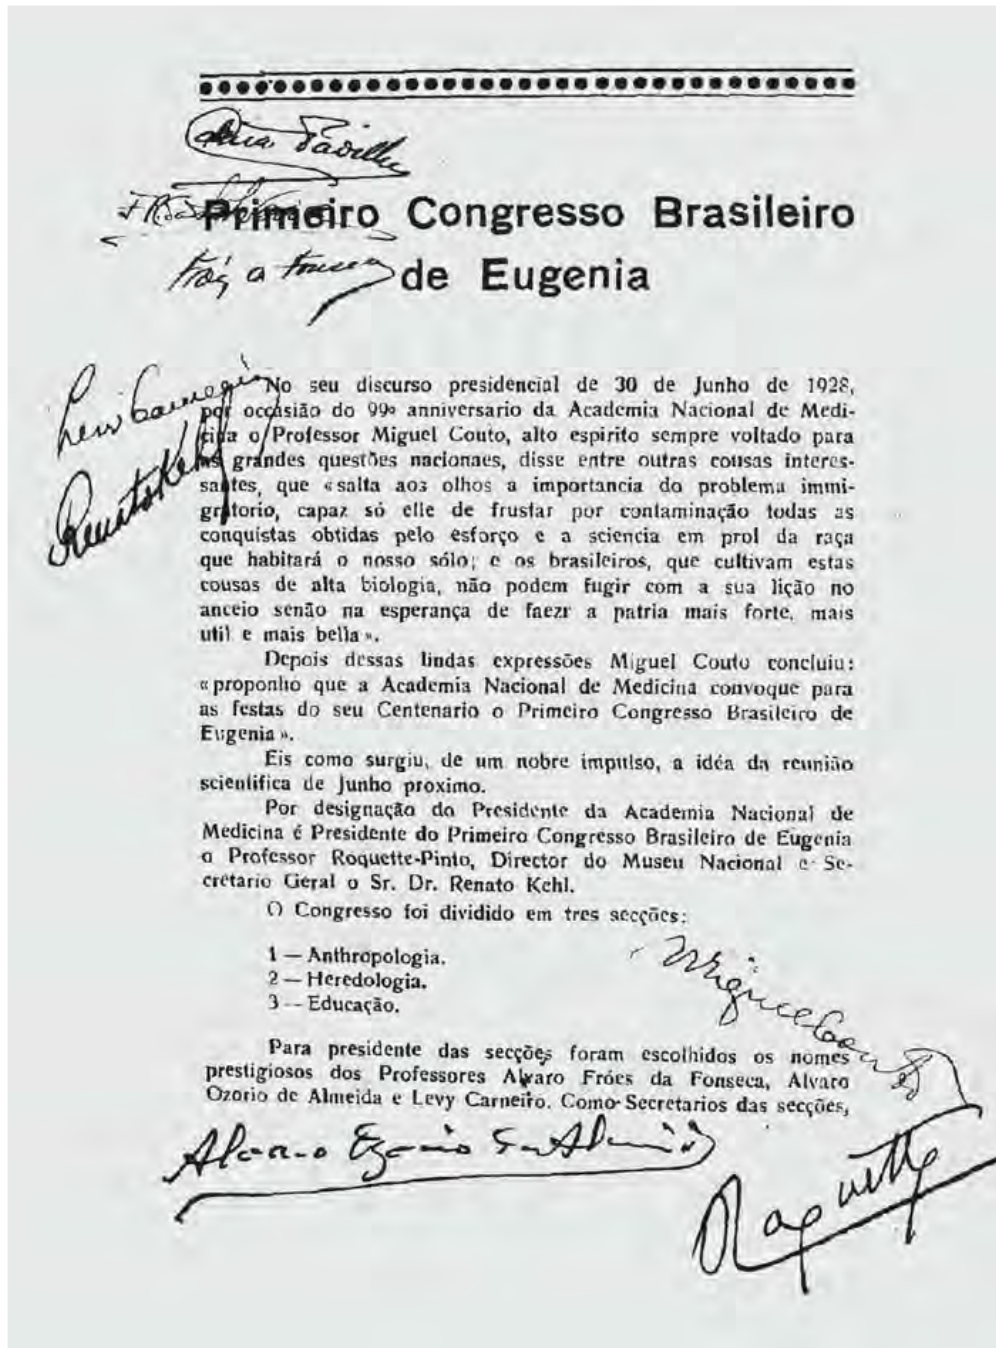 Primeiro Congresso Brasileiro
de Eugenia
Levi Carneiro
Renato Kehl
No seu discurso presidencial de 30 de Junho de 1928,
por occasião do 99º anniversario da Academia Nacional de Medi-
cina o Professor Miguel Couto, alto espirito sempre voltado para
as grandes questões nacionaes, disse entre outras cousas interes-
santes, que «salta aos olhos a importancia do problema immi-
gratorio, capaz só elle de frustar por contaminação todas as
conquistas obtidas pelo esforço e a sciencia em prol da raça
que habitará o nosso sólo; e os brasileiros, que cultivam estas
cousas de alta biologia, não podem fugir com a sua lição no
anceio senão na esperança de faezr a patria mais forte, mais
util e mais bella».
Depois dessas lindas expressões Miguel Couto concluiu:
«proponho que a Academia Nacional de Medicina convoque para
as festas do seu Centenario o Primeiro Congresso Brasileiro de
Eugenia».
Eis como surgiu, de um nobre impulso, a idéa da reunião
scientifica de Junho proximo.
Por designação do Presidente da Academia Nacional de
Medicina é Presidente do Primeiro Congresso Brasileiro de Eugenia
o Professor Roquette-Pinto, Director do Museu Nacional e Se-
cretario Geral o Sr. Dr. Renato Kehl.
O Congresso foi dividido em tres secções:
1 — Anthropologia.
2 — Heredologia.
3 — Educação.
Miguel Couto
Para presidente das secções foram escolhidos os nomes
prestigiosos dos Professores Alvaro Fróes da Fonseca, Alvaro
Ozorio de Almeida e Levy Carneiro. Como Secretarios das secções,
Alvaro Ozorio de Almeida
Roquette